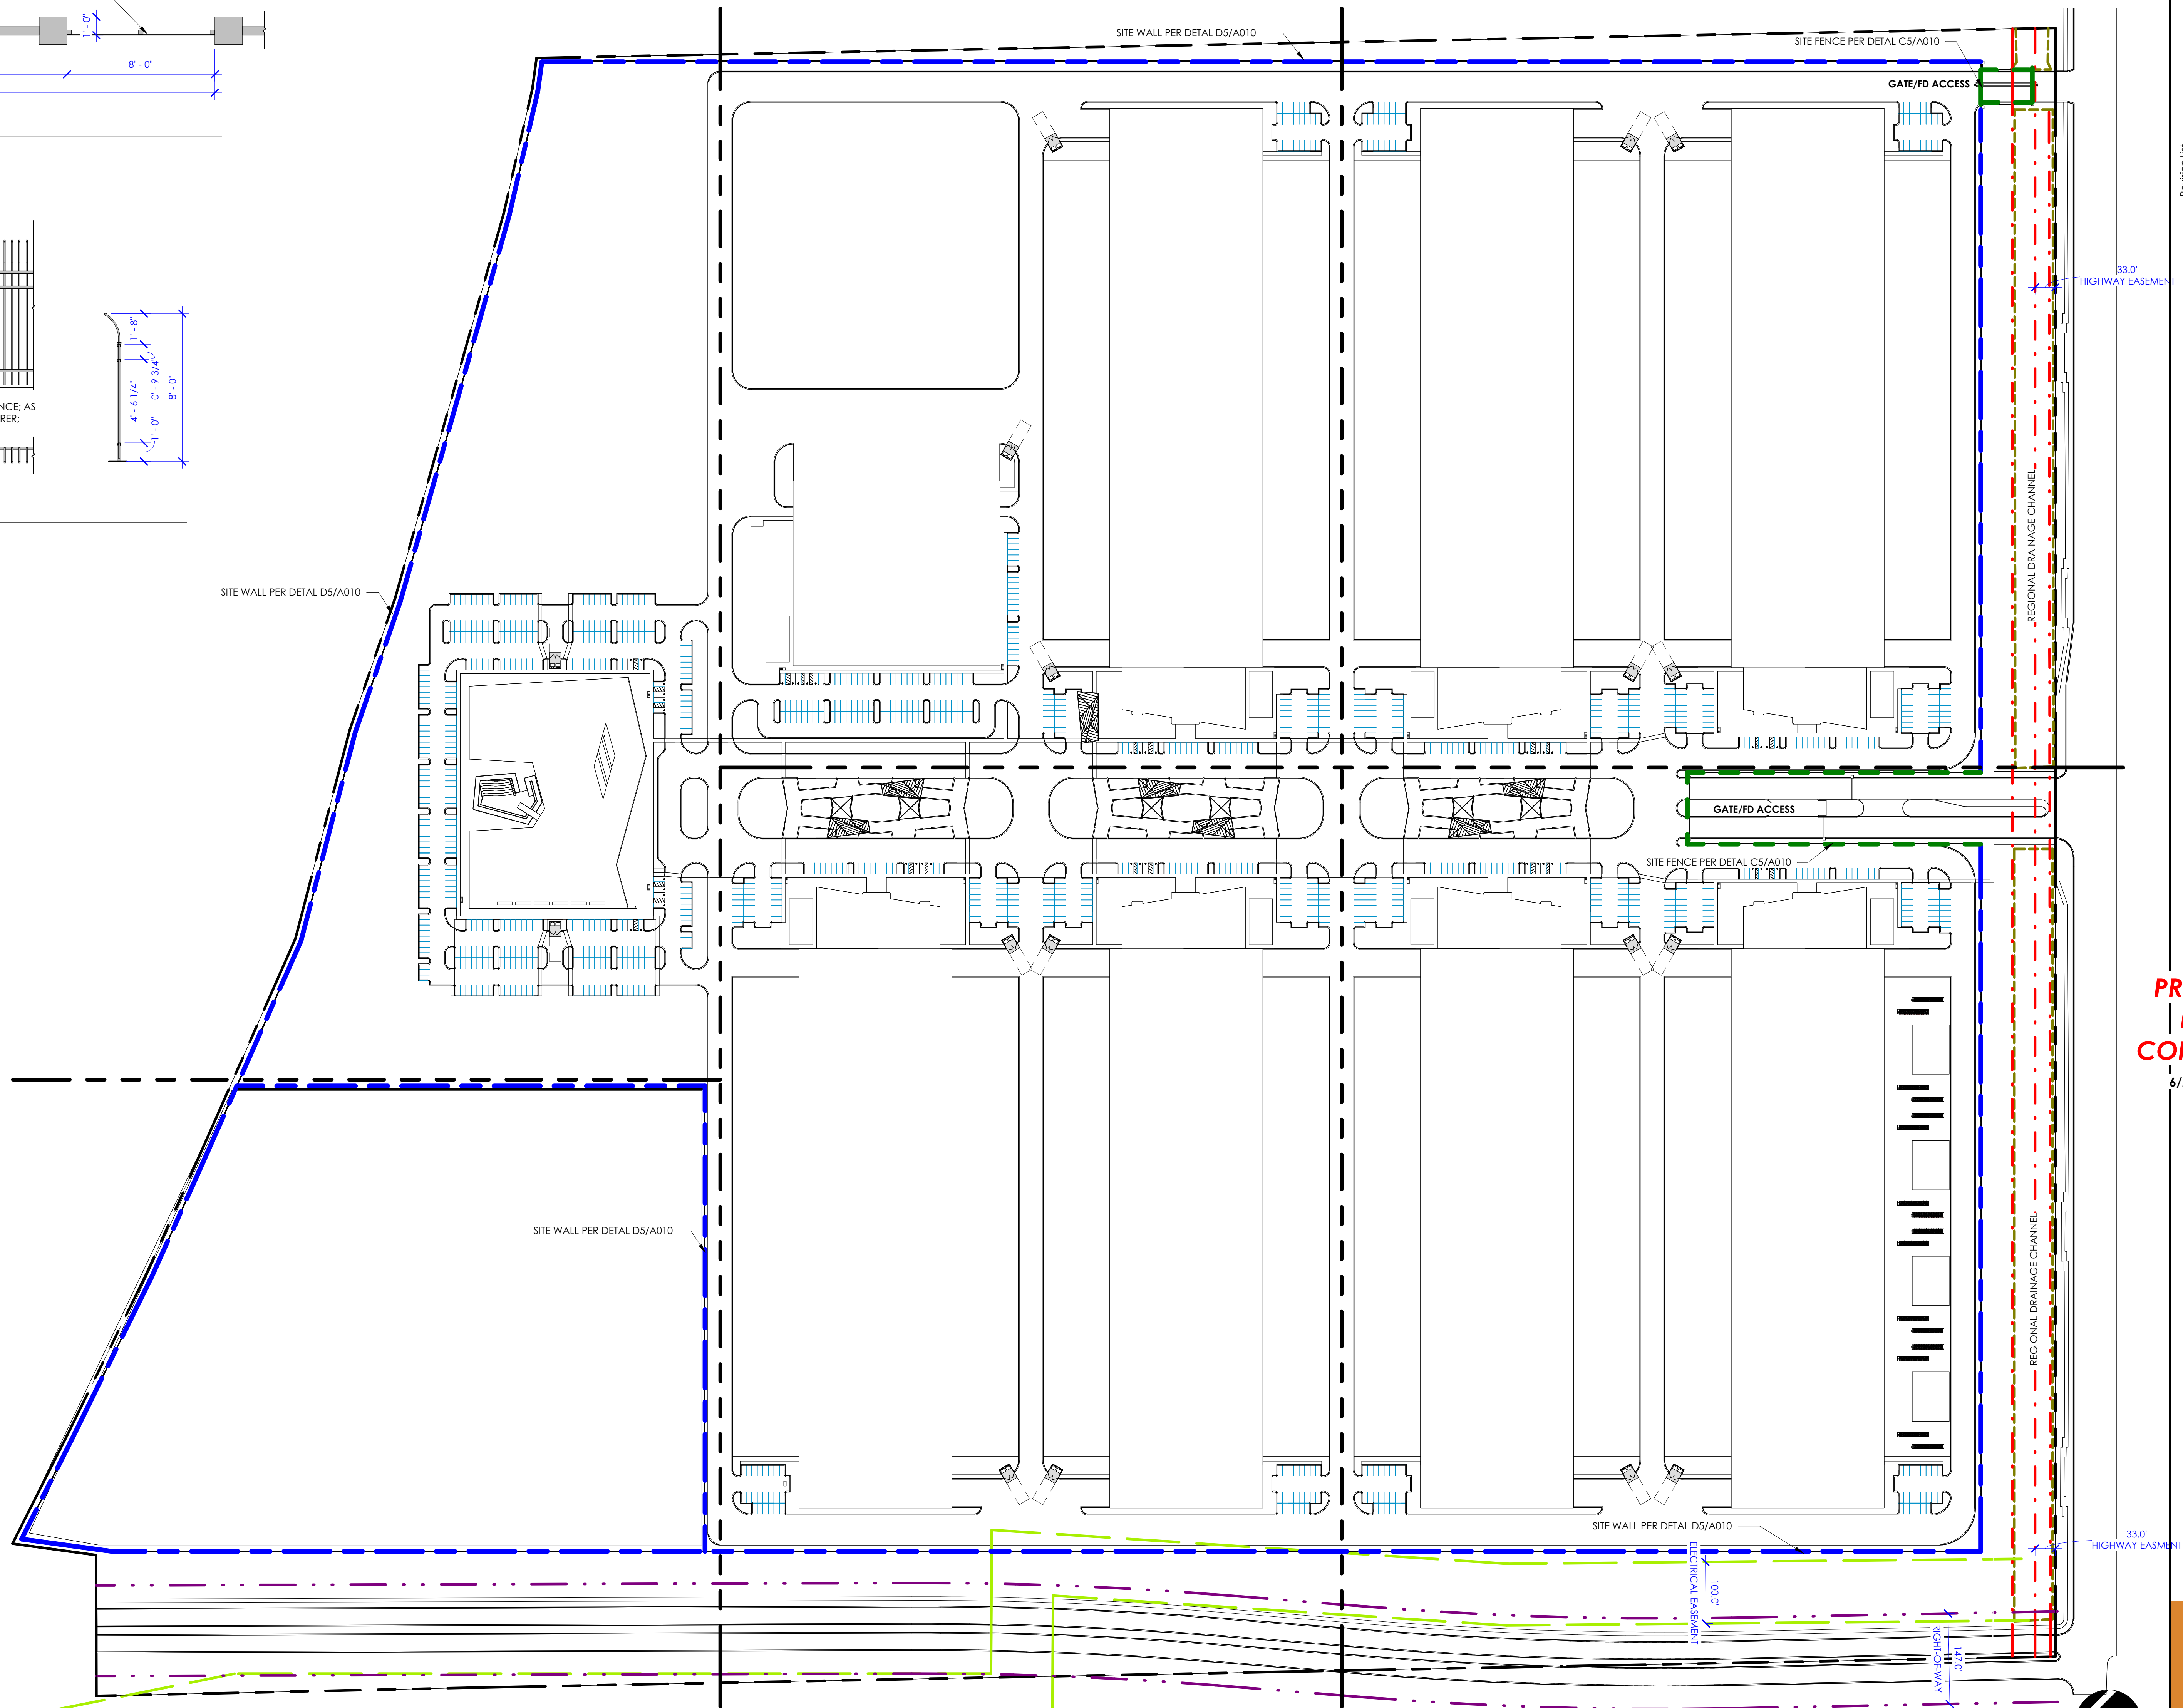 1' - 0"
8' - 0"
SITE WALL PER DETAL D5/A010
SITE FENCE PER DETAL C5/A010
GATE/FD ACCESS
33.0'
HIGHWAY EASEMENT
REGIONAL DRAINAGE CHANNEL
1' - 8"
0' - 9 3/4"
4' - 6 1/4"
1' - 0"
8' - 0"
NCE; AS
RER;
SITE WALL PER DETAL D5/A010
GATE/FD ACCESS
SITE FENCE PER DETAL C5/A010
PR
COM
6/
SITE WALL PER DETAL D5/A010
REGIONAL DRAINAGE CHANNEL
SITE WALL PER DETAL D5/A010
33.0'
HIGHWAY EASMENT
100.0'
ELECTRICAL EASEMENT
147.0'
RIGHT-OF-WAY